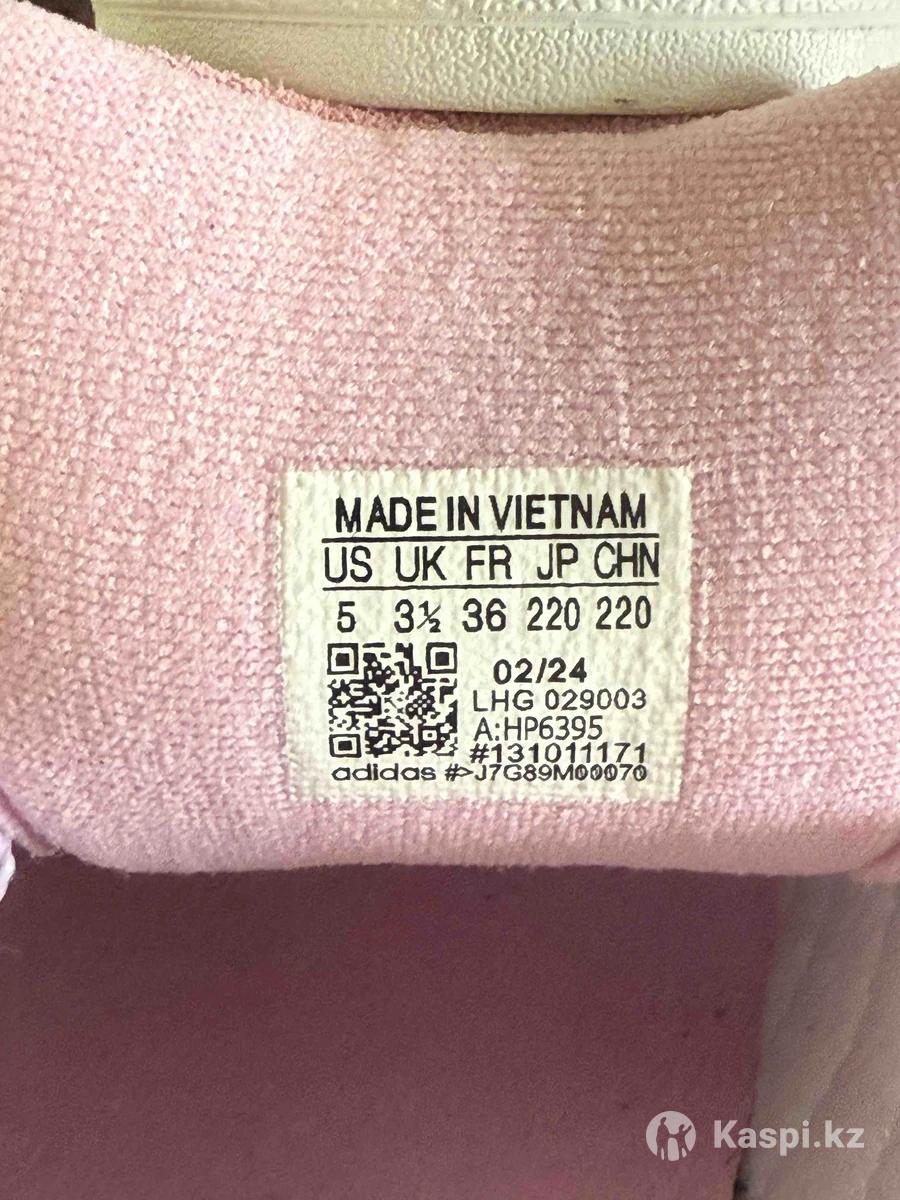 MADE IN VIETNAM
US UK FR JP CHN
5 3½ 36 220 220
02/24
LHG 029003
A:HP6395
#131011171
adidas #>J7G89M00070
Kaspi.kz